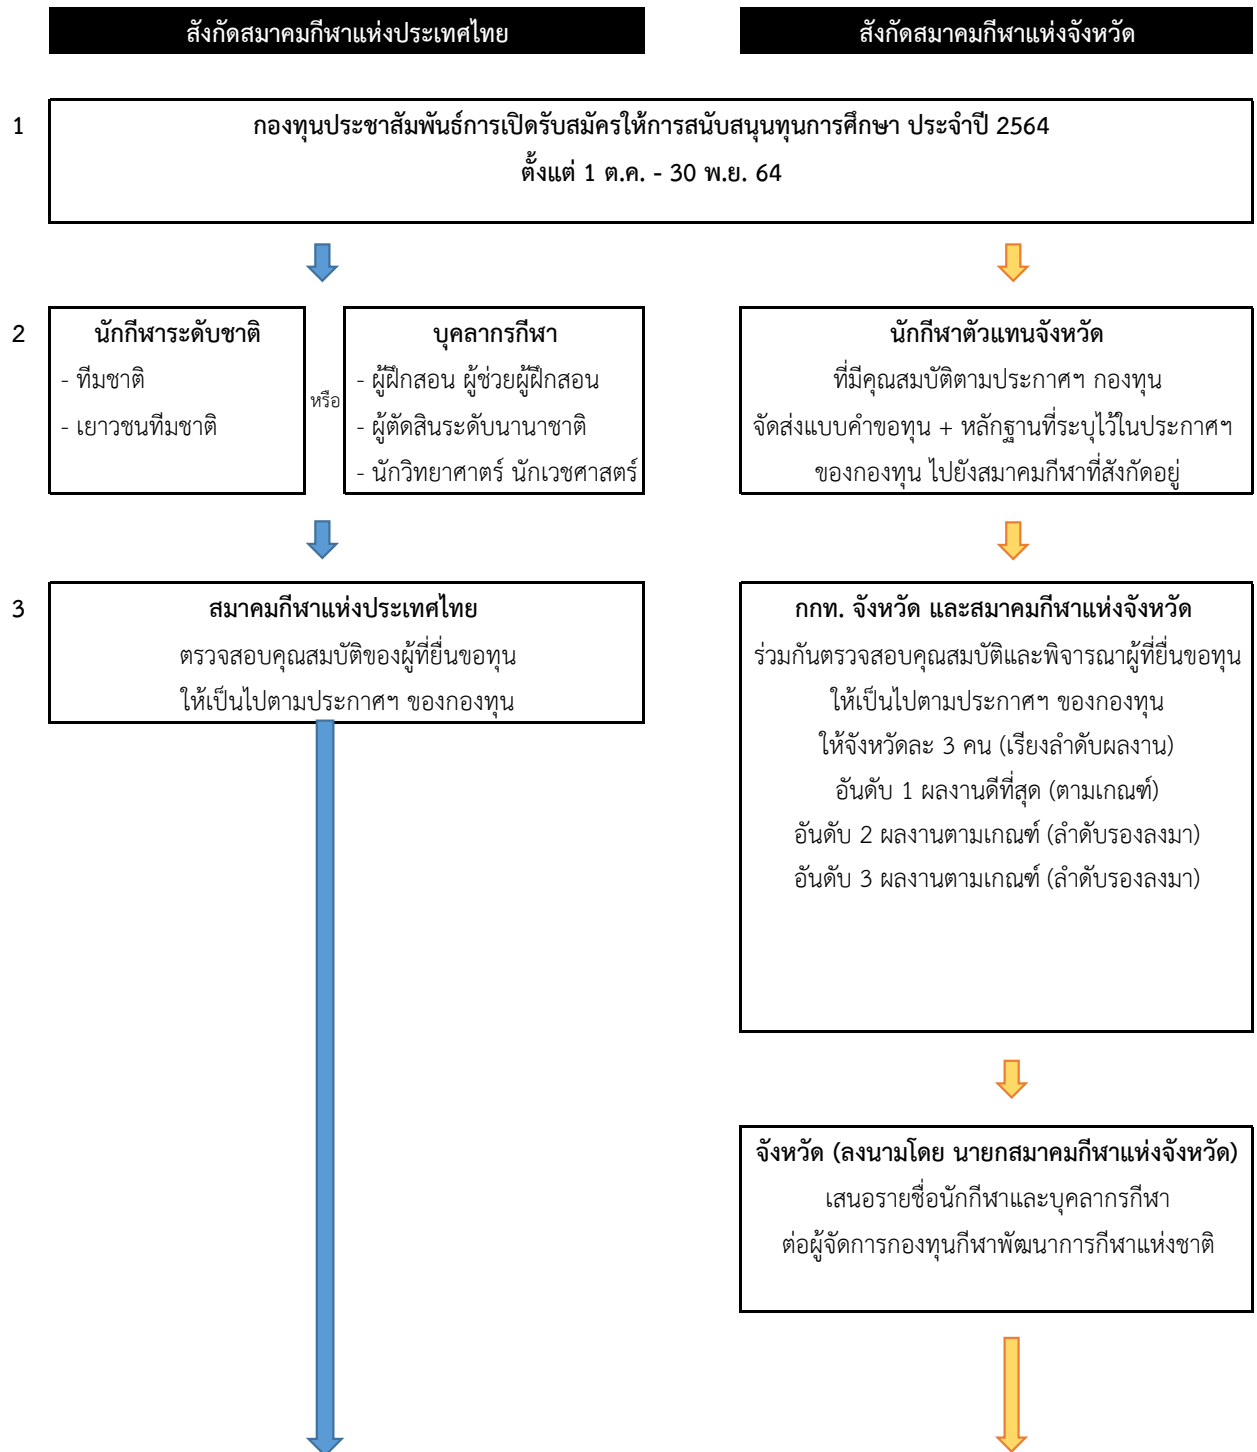 สังกัดสมาคมกีฬาแห่งประเทศไทย
สังกัดสมาคมกีฬาแห่งจังหวัด
1
กองทุนประชาสัมพันธ์การเปิดรับสมัครให้การสนับสนุนทุนการศึกษา ประจำปี 2564
ตั้งแต่ 1 ต.ค. - 30 พ.ย. 64
2
นักกีฬาระดับชาติ
- ทีมชาติ
- เยาวชนทีมชาติ
หรือ
บุคลากรกีฬา
- ผู้ฝึกสอน ผู้ช่วยผู้ฝึกสอน
- ผู้ตัดสินระดับนานาชาติ
- นักวิทยาศาตร์ นักเวชศาสตร์
นักกีฬาตัวแทนจังหวัด
ที่มีคุณสมบัติตามประกาศฯ กองทุน
จัดส่งแบบคำขอทุน + หลักฐานที่ระบุไว้ในประกาศฯ
ของกองทุน ไปยังสมาคมกีฬาที่สังกัดอยู่
3
สมาคมกีฬาแห่งประเทศไทย
ตรวจสอบคุณสมบัติของผู้ที่ยื่นขอทุน
ให้เป็นไปตามประกาศฯ ของกองทุน
กกท. จังหวัด และสมาคมกีฬาแห่งจังหวัด
ร่วมกันตรวจสอบคุณสมบัติและพิจารณาผู้ที่ยื่นขอทุน
ให้เป็นไปตามประกาศฯ ของกองทุน
ให้จังหวัดละ 3 คน (เรียงลำดับผลงาน)
อันดับ 1 ผลงานดีที่สุด (ตามเกณฑ์)
อันดับ 2 ผลงานตามเกณฑ์ (ลำดับรองลงมา)
อันดับ 3 ผลงานตามเกณฑ์ (ลำดับรองลงมา)
จังหวัด (ลงนามโดย นายกสมาคมกีฬาแห่งจังหวัด)
เสนอรายชื่อนักกีฬาและบุคลากรกีฬา
ต่อผู้จัดการกองทุนกีฬาพัฒนาการกีฬาแห่งชาติ